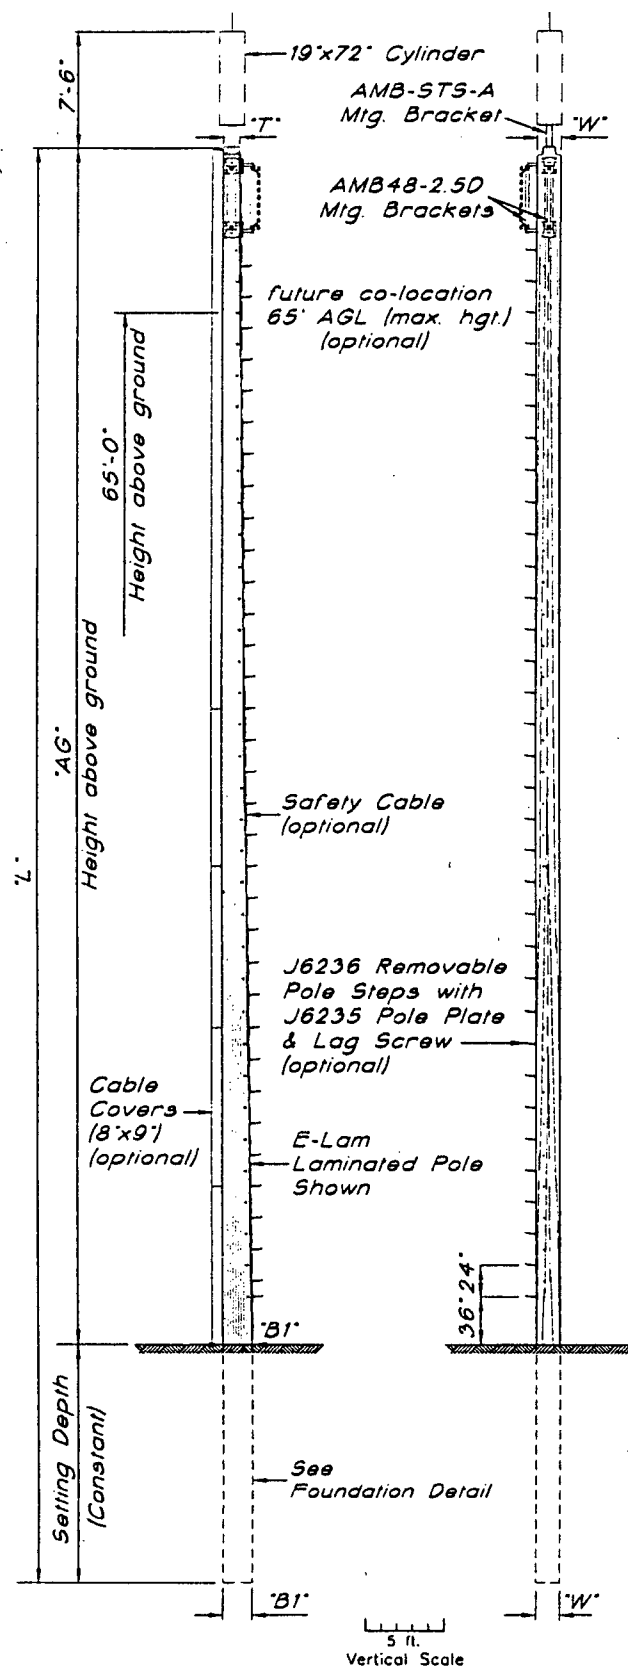 19"x72" Cylinder
7'-6"
AMB-STS-A
Mtg. Bracket
"T"
"W"
AMB48-2.5D
Mtg. Brackets
future co-location
65' AGL (max. hgt.)
(optional)
65'-0"
Height above ground
"AG"
Height above ground
"L"
Safety Cable
(optional)
J6236 Removable
Pole Steps with
J6235 Pole Plate
& Lag Screw
(optional)
Cable
Covers
(8"x9")
(optional)
E-Lam
Laminated Pole
Shown
24"
36"
"B1"
Setting Depth
(Constant)
See
Foundation Detail
"B1"
"W"
5 ft.
Vertical Scale